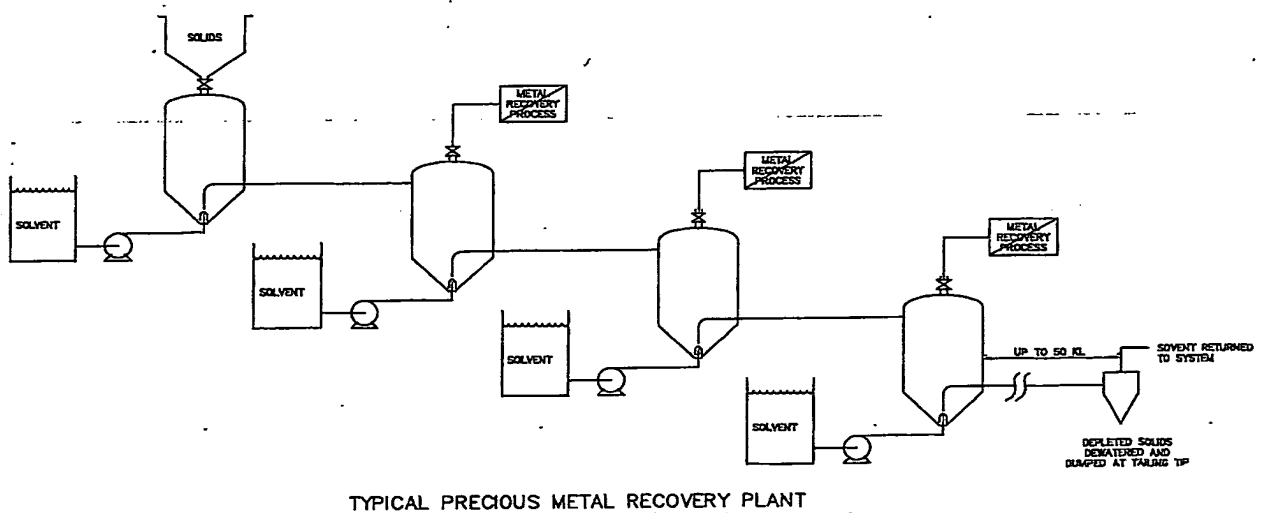 SOLIDS
METAL
RECOVERY
PROCESS
METAL
RECOVERY
PROCESS
SOLVENT
METAL
RECOVERY
PROCESS
SOLVENT
UP TO 50 KL
SOVENT RETURNED
TO SYSTEM
SOLVENT
SOLVENT
DEPLETED SOLIDS
DEWATERED AND
DUMPED AT TAILING TIP
TYPICAL PRECIOUS METAL RECOVERY PLANT